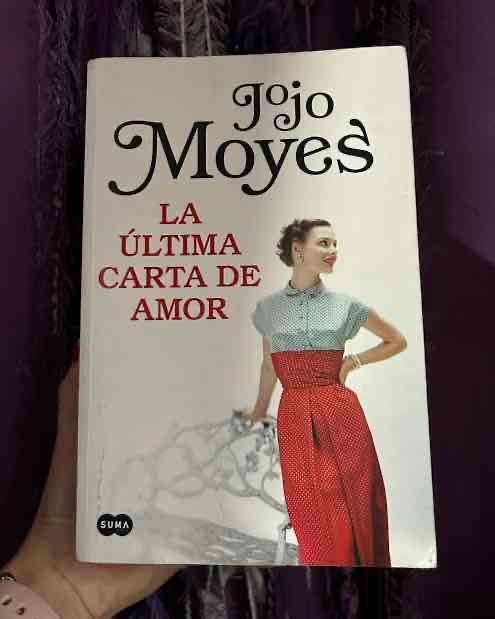 Jojo
Moyes
LA
ÚLTIMA
CARTA DE
AMOR
SUMA